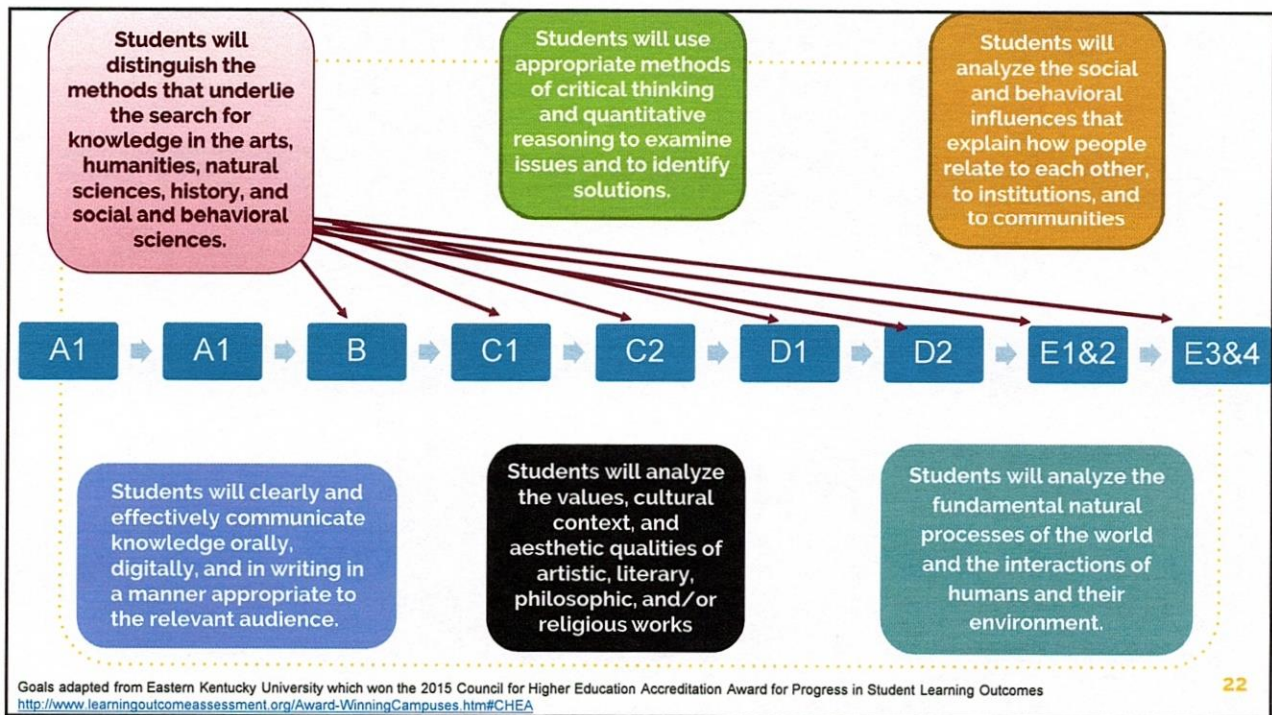 Students will
distinguish the
methods that underlie
the search for
knowledge in the arts,
humanities, natural
sciences, history, and
social and behavioral
sciences.
Students will use
appropriate methods
of critical thinking
and quantitative
reasoning to examine
issues and to identify
solutions.
Students will
analyze the social
and behavioral
influences that
explain how people
relate to each other,
to institutions, and
to communities
A1
A1
B
C1
C2
D1
D2
E1&2
E3&4
Students will clearly and
effectively communicate
knowledge orally,
digitally, and in writing in
a manner appropriate to
the relevant audience.
Students will analyze
the values, cultural
context, and
aesthetic qualities of
artistic, literary,
philosophic, and/or
religious works
Students will analyze the
fundamental natural
processes of the world
and the interactions of
humans and their
environment.
Goals adapted from Eastern Kentucky University which won the 2015 Council for Higher Education Accreditation Award for Progress in Student Learning Outcomes
http://www.learningoutcomeassessment.org/Award-WinningCampuses.htm#CHEA
22